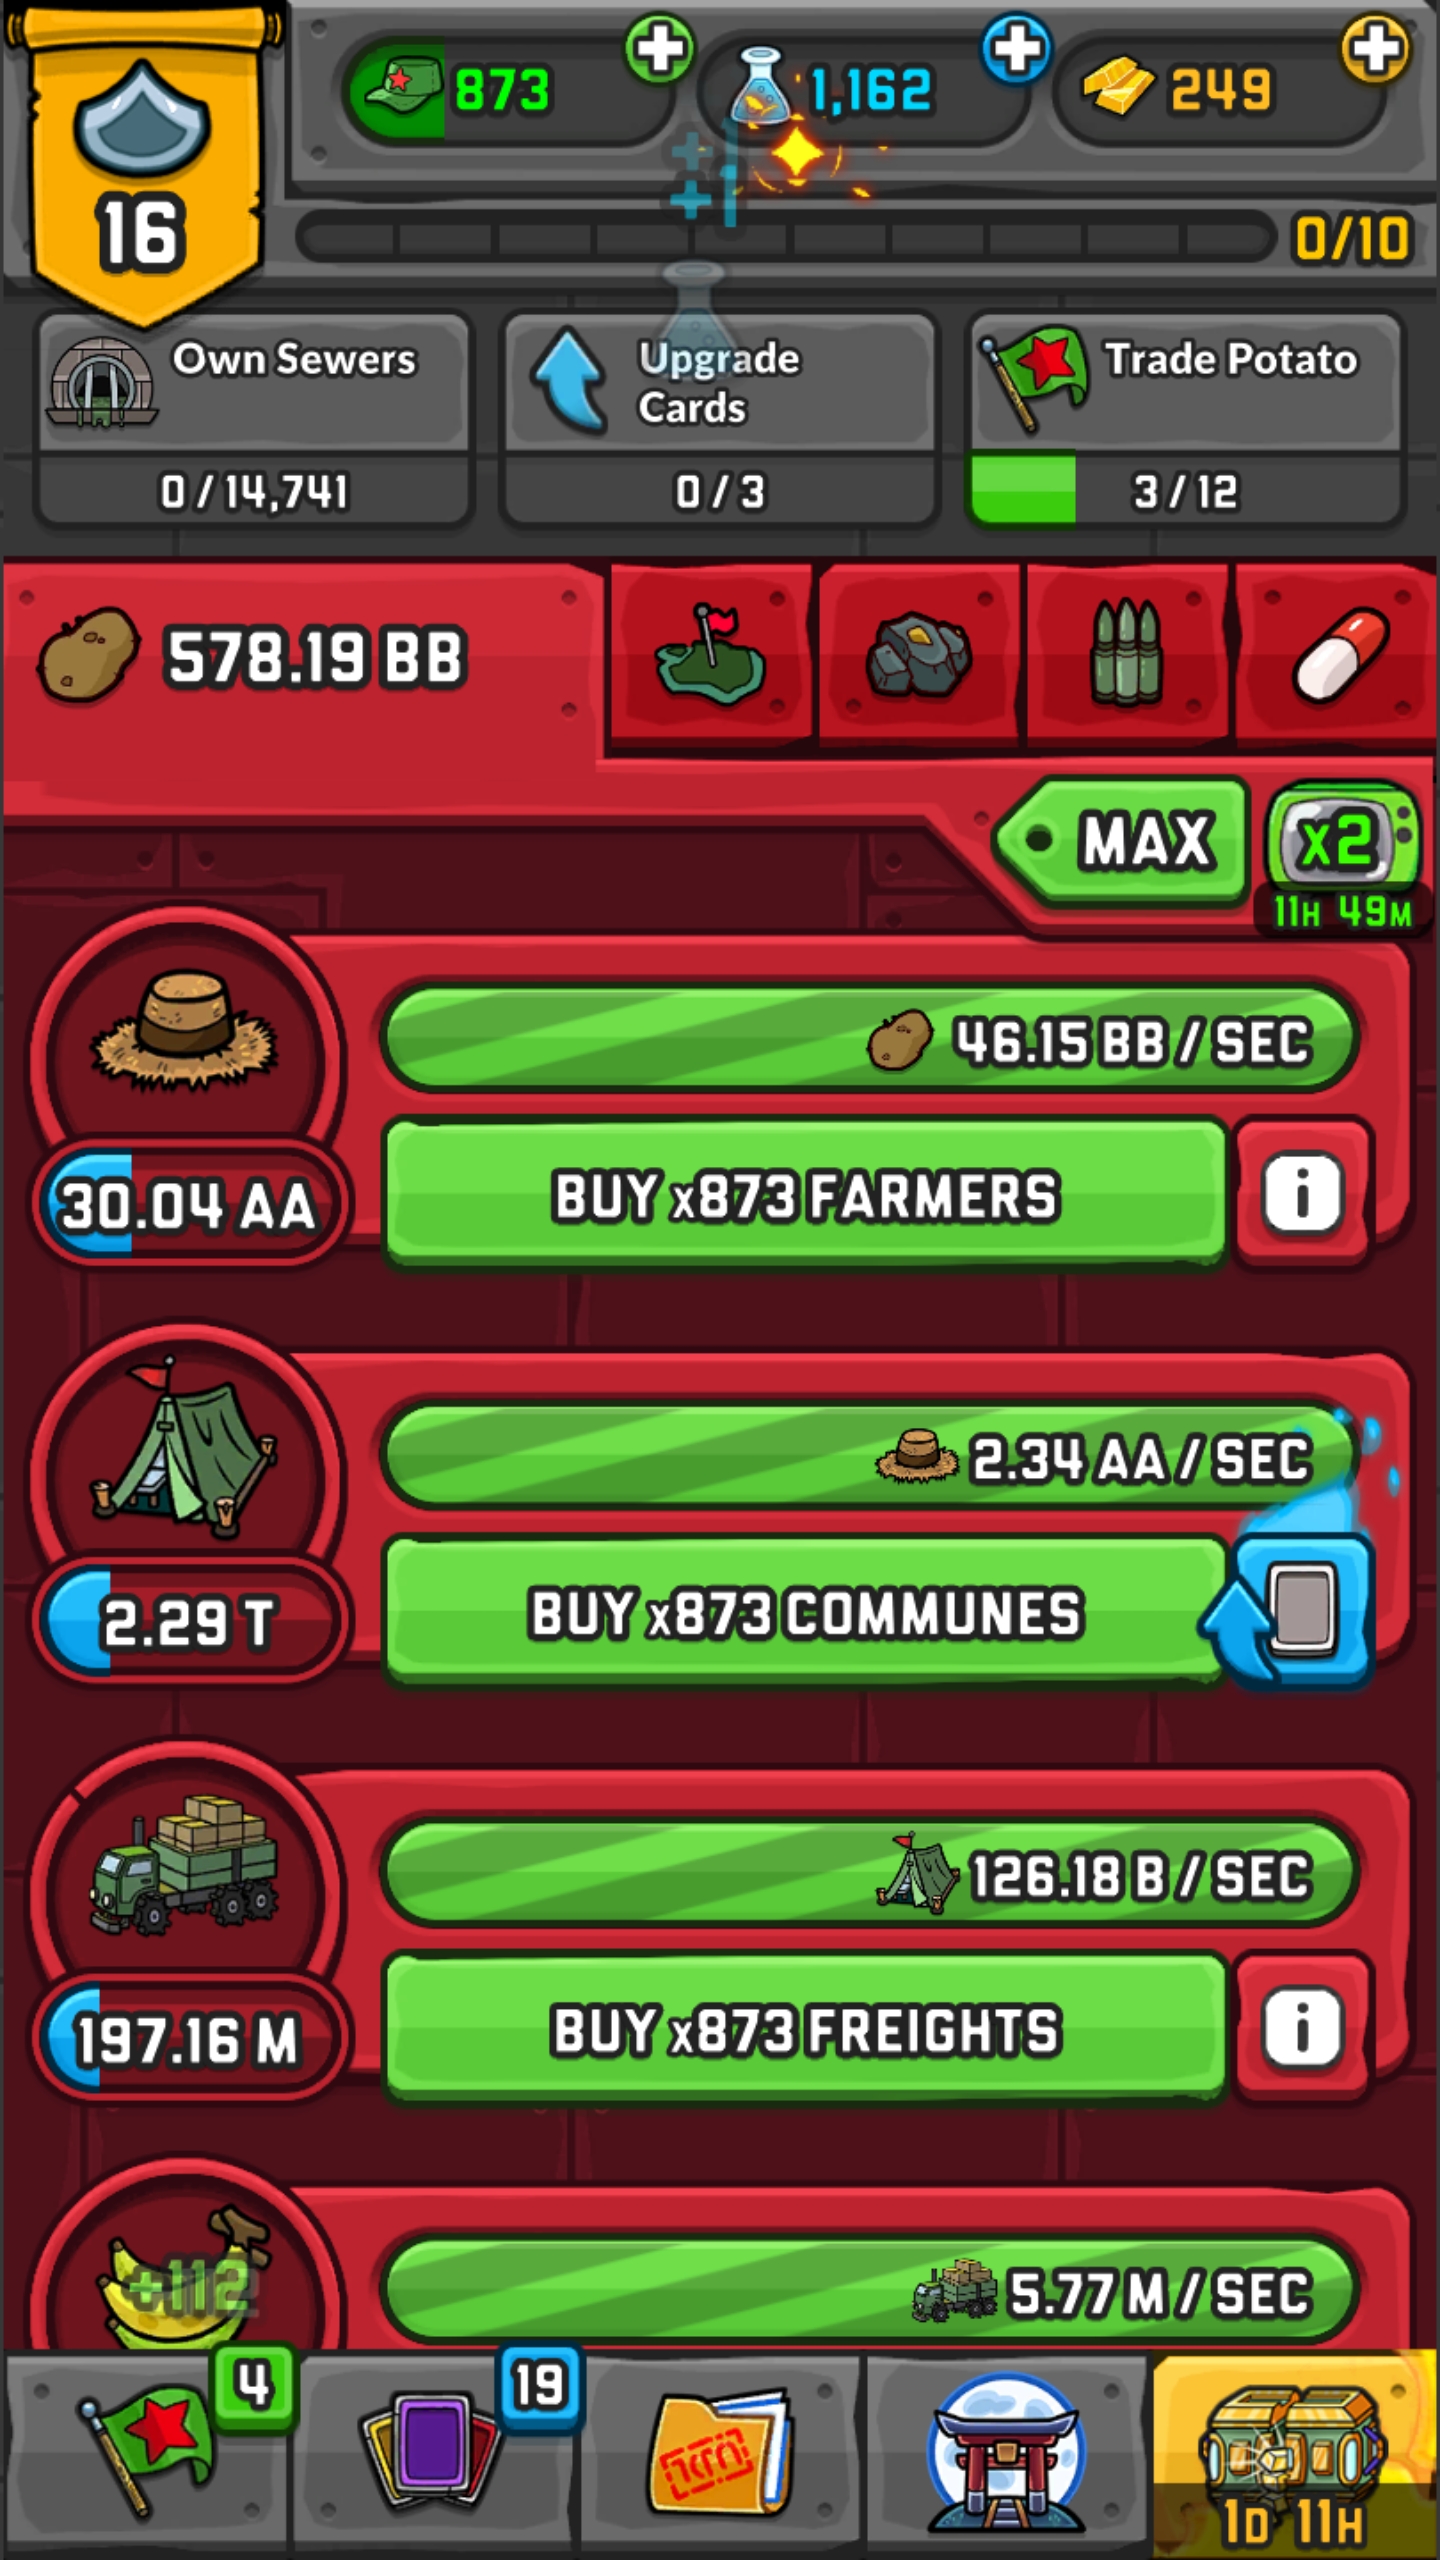 16
873
1,162
249
0/10
Own Sewers
0 / 14,741
Upgrade
Cards
0 / 3
Trade Potato
3 / 12
578.19 BB
MAX
x2
11H 49M
46.15 BB / SEC
30.04 AA
BUY x873 FARMERS
i
2.34 AA / SEC
2.29 T
BUY x873 COMMUNES
126.18 B / SEC
197.16 M
BUY x873 FREIGHTS
i
+112
5.77 M / SEC
4
19
1D 11H